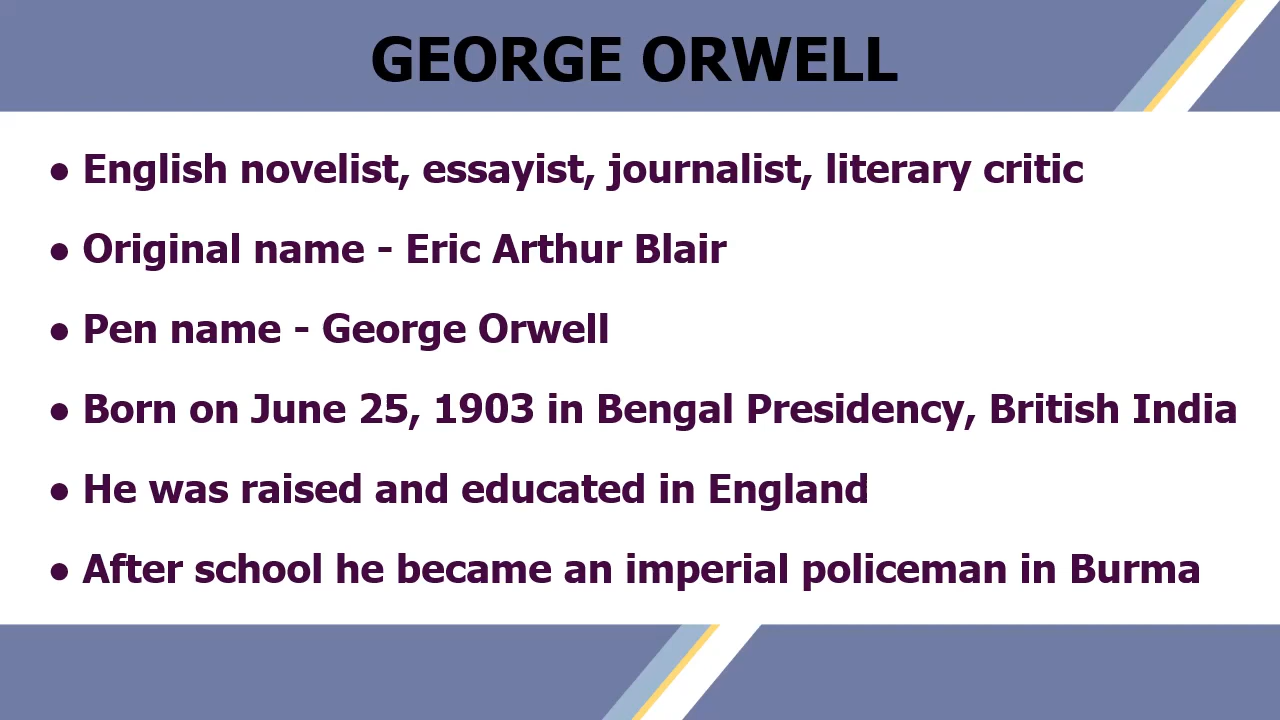 GEORGE ORWELL
● English novelist, essayist, journalist, literary critic
● Original name - Eric Arthur Blair
● Pen name - George Orwell
● Born on June 25, 1903 in Bengal Presidency, British India
● He was raised and educated in England
● After school he became an imperial policeman in Burma